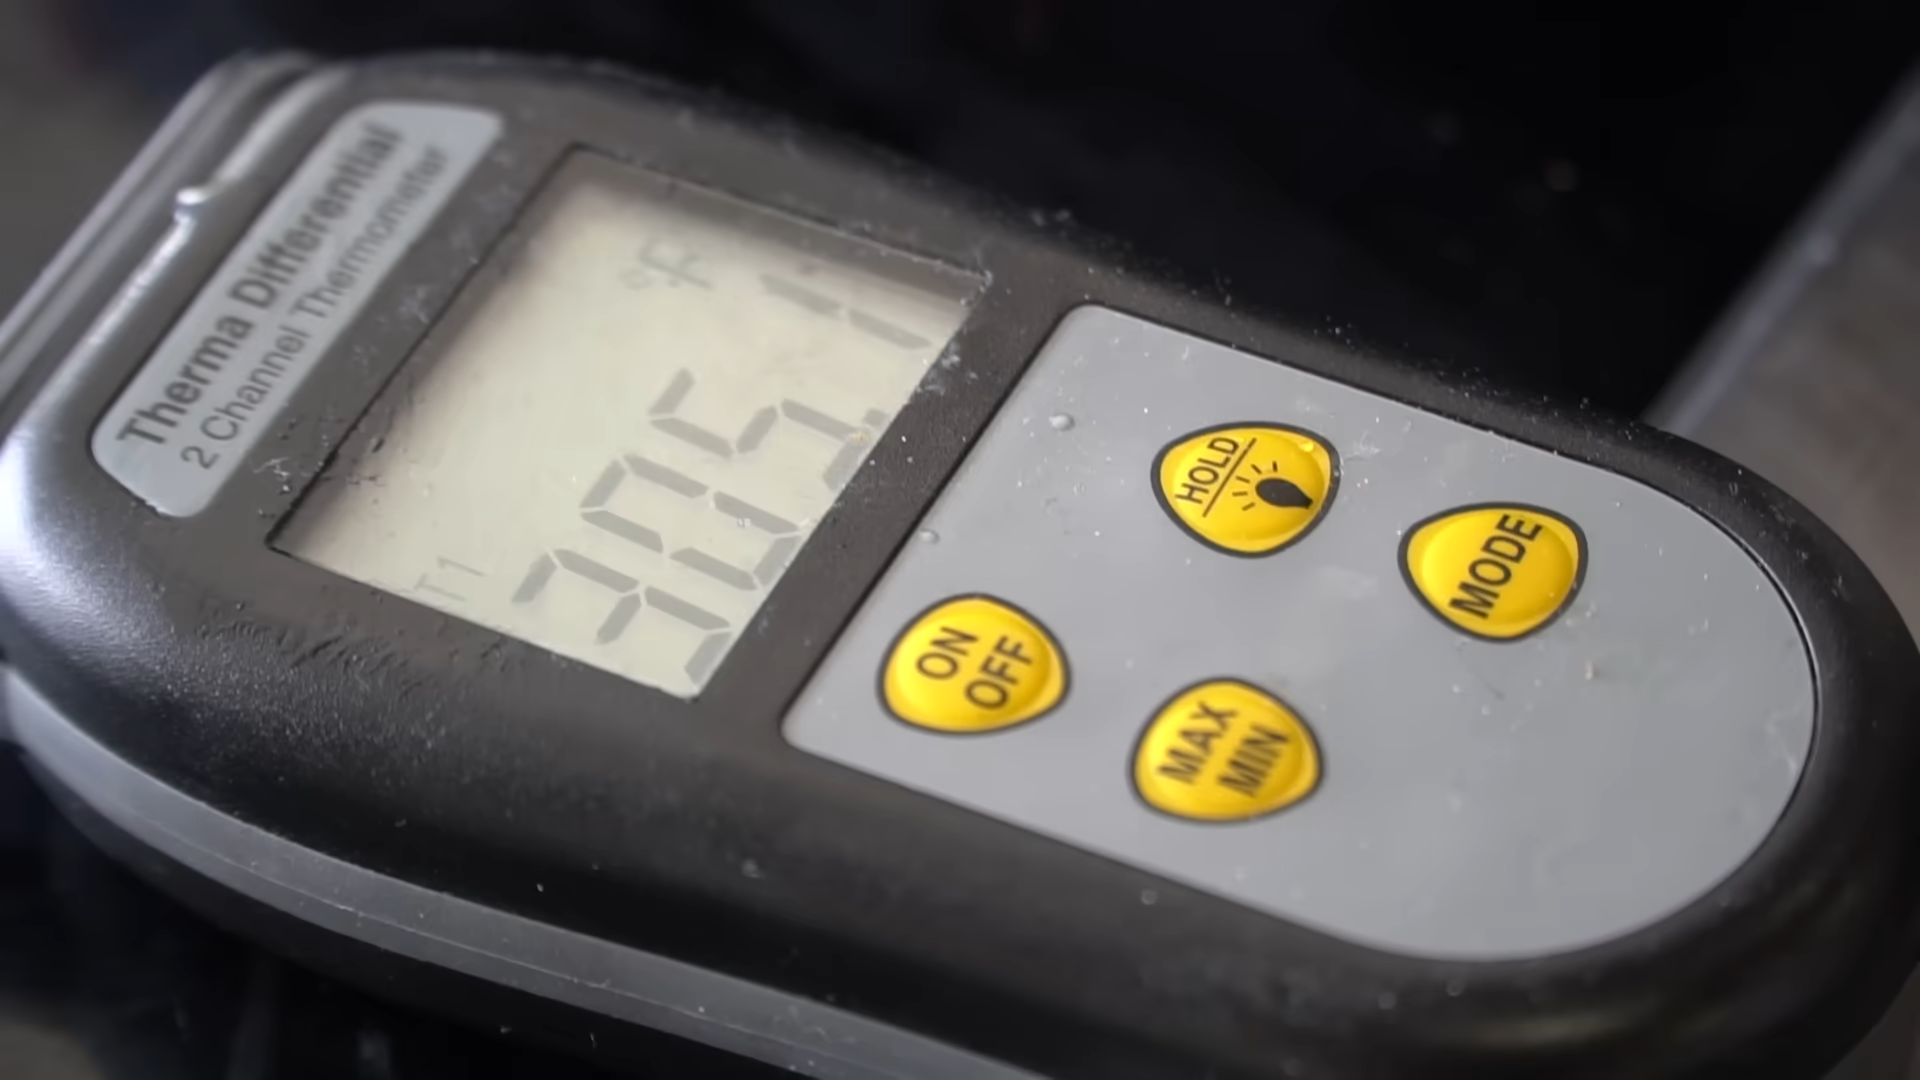 Therma Differential
2 Channel Thermometer
T1 °F
305.1
HOLD
MODE
ON
OFF
MAX
MIN